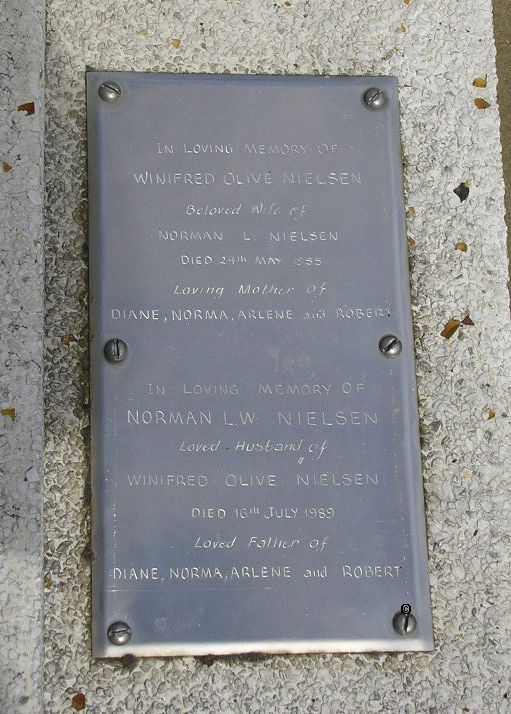 IN LOVING MEMORY OF
WINIFRED OLIVE NIELSEN
Beloved Wife of
NORMAN L. NIELSEN
DIED 24th MAY 1985
Loving Mother of
DIANE, NORMA, ARLENE and ROBERT
IN LOVING MEMORY OF
NORMAN L.W. NIELSEN
Loved Husband of
WINIFRED OLIVE NIELSEN
DIED 16TH JULY 1989
Loved Father of
DIANE, NORMA, ARLENE and ROBERT
©